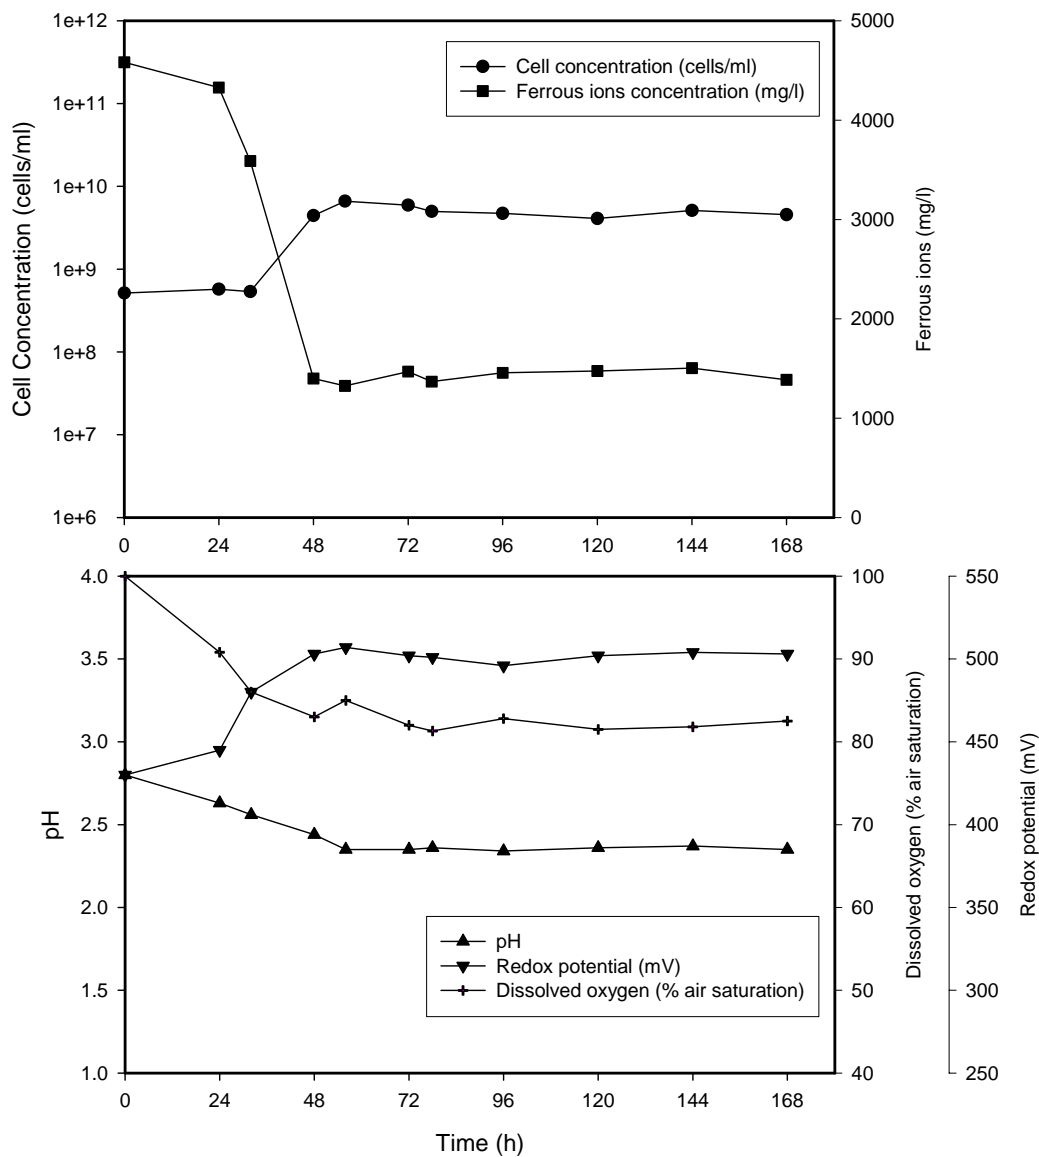 1e+12
1e+11
1e+10
1e+9
1e+8
1e+7
1e+6
Cell Concentration (cells/ml)
Cell concentration (cells/ml)
Ferrous ions concentration (mg/l)
5000
4000
3000
2000
1000
0
Ferrous ions (mg/l)
0 24 48 72 96 120 144 168
4.0
3.5
3.0
2.5
2.0
1.5
1.0
pH
pH
Redox potential (mV)
Dissolved oxygen (% air saturation)
100
90
80
70
60
50
40
Dissolved oxygen (% air saturation)
550
500
450
400
350
300
250
Redox potential (mV)
0 24 48 72 96 120 144 168
Time (h)